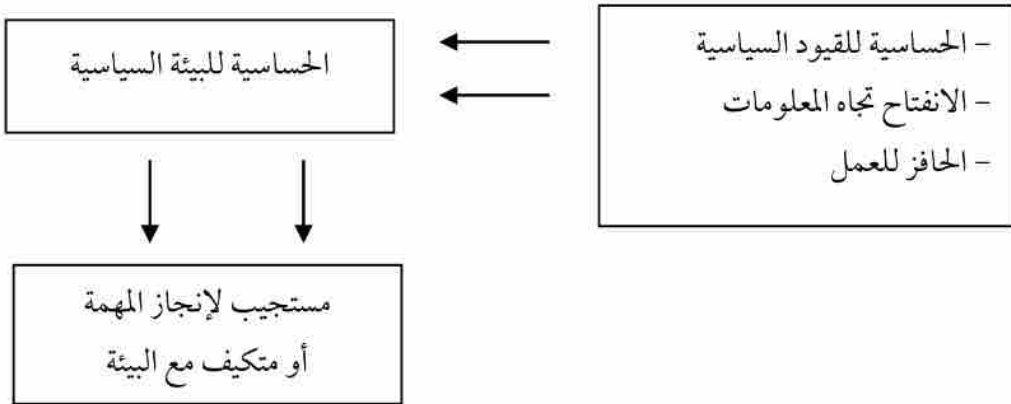 – الحساسية للقيود السياسية
– الانفتاح تجاه المعلومات
– الحافز للعمل
الحساسية للبيئة السياسية
مستجيب لإنجاز المهمة
أو متكيف مع البيئة